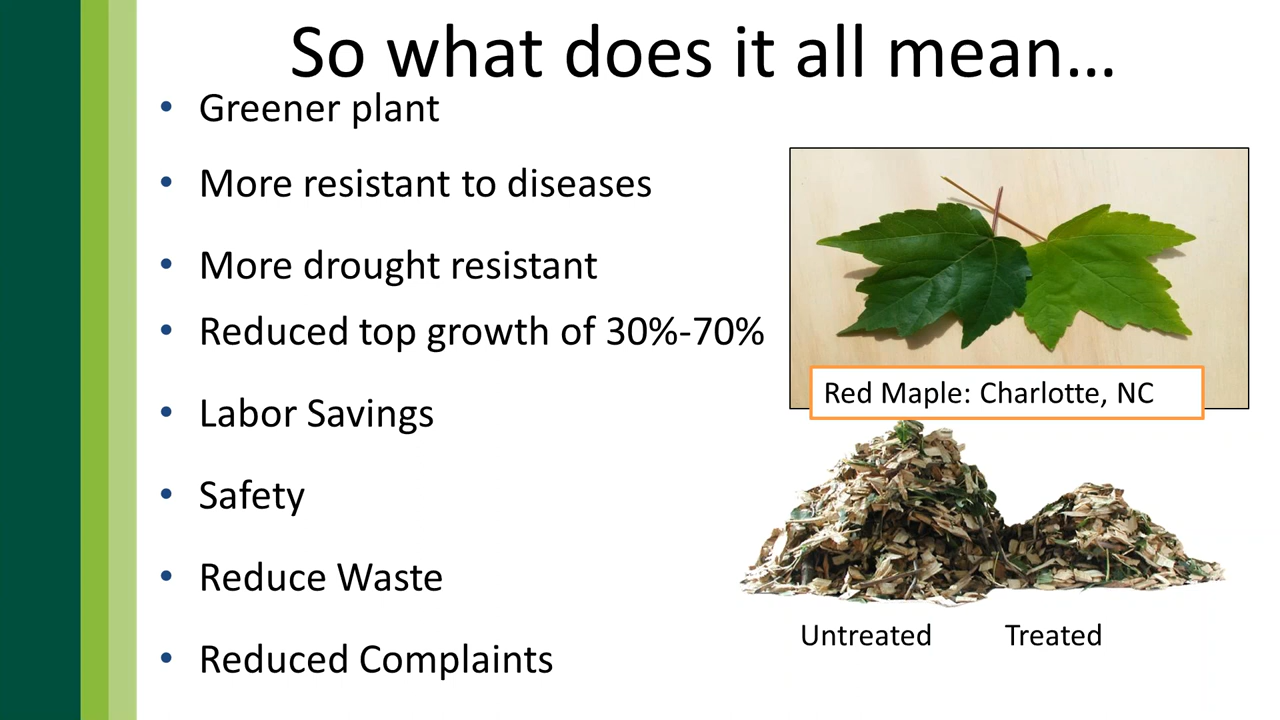 So what does it all mean…
• Greener plant
• More resistant to diseases
• More drought resistant
• Reduced top growth of 30%-70%
• Labor Savings
• Safety
• Reduce Waste
• Reduced Complaints
Red Maple: Charlotte, NC
Untreated
Treated